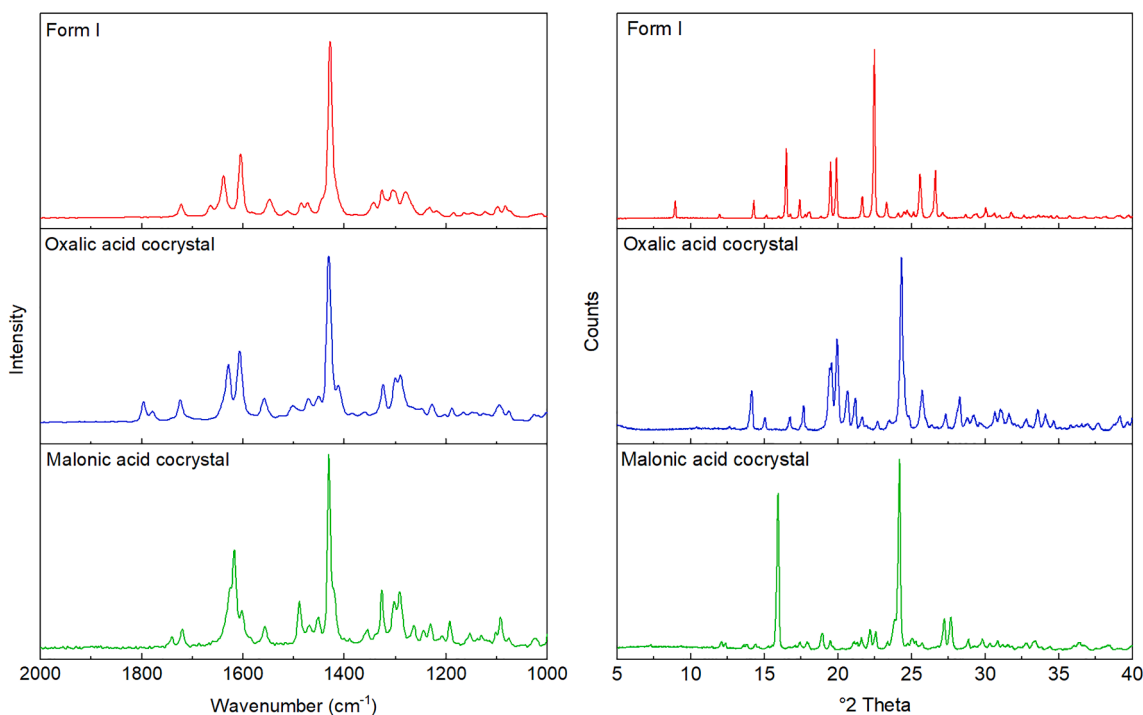 Form I
Oxalic acid cocrystal
Malonic acid cocrystal
Intensity
2000 1800 1600 1400 1200 1000
Wavenumber (cm⁻¹)
Form I
Oxalic acid cocrystal
Malonic acid cocrystal
Counts
5 10 15 20 25 30 35 40
°2 Theta